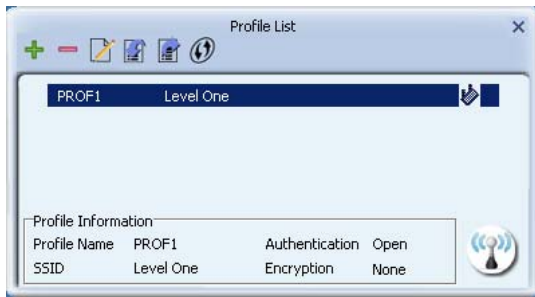 Profile List
PROF1 Level One
Profile Information
Profile Name PROF1 Authentication Open
SSID Level One Encryption None